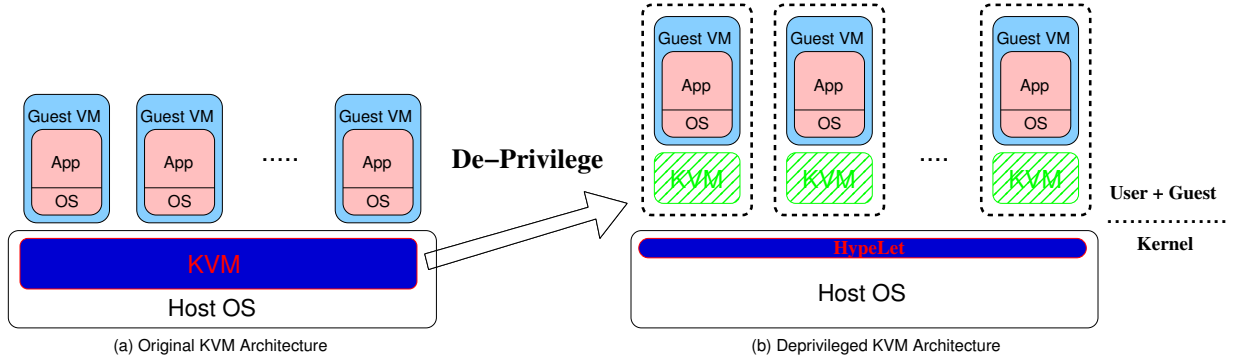 Guest VM
App
OS
Guest VM
App
OS
.....
Guest VM
App
OS
KVM
Host OS
(a) Original KVM Architecture
De-Privilege
Guest VM
App
OS
KVM
Guest VM
App
OS
KVM
....
Guest VM
App
OS
KVM
User + Guest
Kernel
HypeLet
Host OS
(b) Deprivileged KVM Architecture